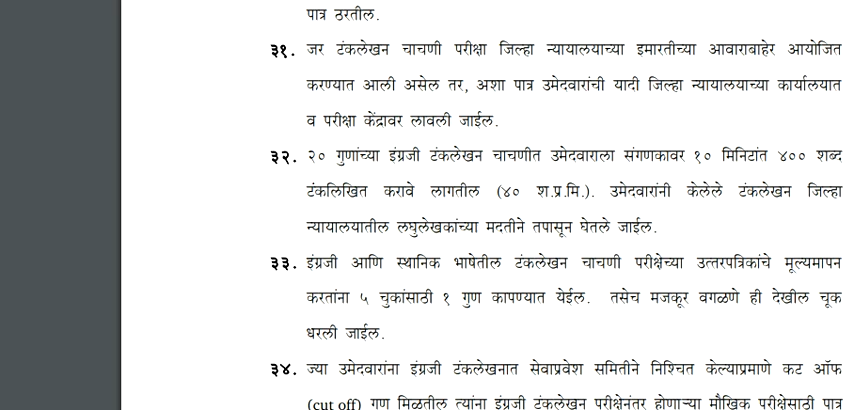 पात्र ठरतील.
३१. जर टंकलेखन चाचणी परीक्षा जिल्हा न्यायालयाच्या इमारतीच्या आवाराबाहेर आयोजित
करण्यात आली असेल तर, अशा पात्र उमेदवारांची यादी जिल्हा न्यायालयाच्या कार्यालयात
व परीक्षा केंद्रावर लावली जाईल.
३२. २० गुणांच्या इंग्रजी टंकलेखन चाचणीत उमेदवाराला संगणकावर १० मिनिटांत ४०० शब्द
टंकलिखित करावे लागतील (४० श.प्र.मि.). उमेदवारांनी केलेले टंकलेखन जिल्हा
न्यायालयातील लघुलेखकांच्या मदतीने तपासून घेतले जाईल.
३३. इंग्रजी आणि स्थानिक भाषेतील टंकलेखन चाचणी परीक्षेच्या उत्तरपत्रिकांचे मूल्यमापन
करतांना ५ चुकांसाठी १ गुण कापण्यात येईल. तसेच मजकूर वगळणे ही देखील चूक
धरली जाईल.
३४. ज्या उमेदवारांना इंग्रजी टंकलेखनात सेवाप्रवेश समितीने निश्चित केल्याप्रमाणे कट ऑफ
(cut off) गुण मिळतील त्यांना इंग्रजी टंकलेखन परीक्षेनंतर होणाऱ्या मौखिक परीक्षेसाठी पात्र